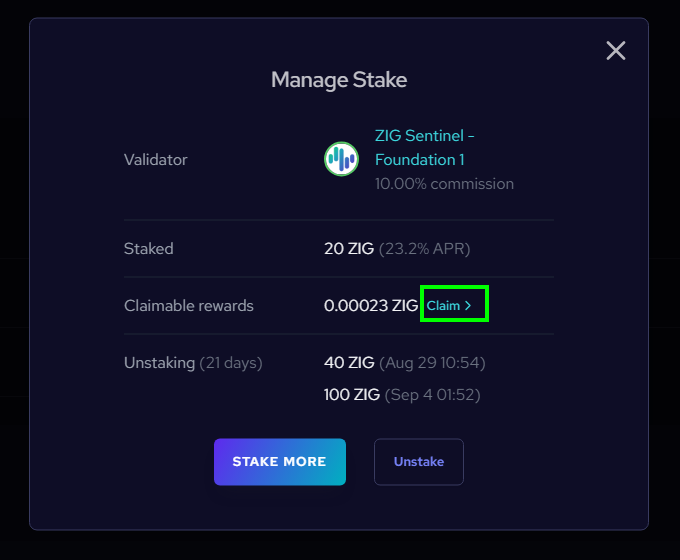 Manage Stake
Validator
ZIG Sentinel -
Foundation 1
10.00% commission
Staked
20 ZIG (23.2% APR)
Claimable rewards
0.00023 ZIG Claim >
Unstaking (21 days)
40 ZIG (Aug 29 10:54)
100 ZIG (Sep 4 01:52)
STAKE MORE
Unstake